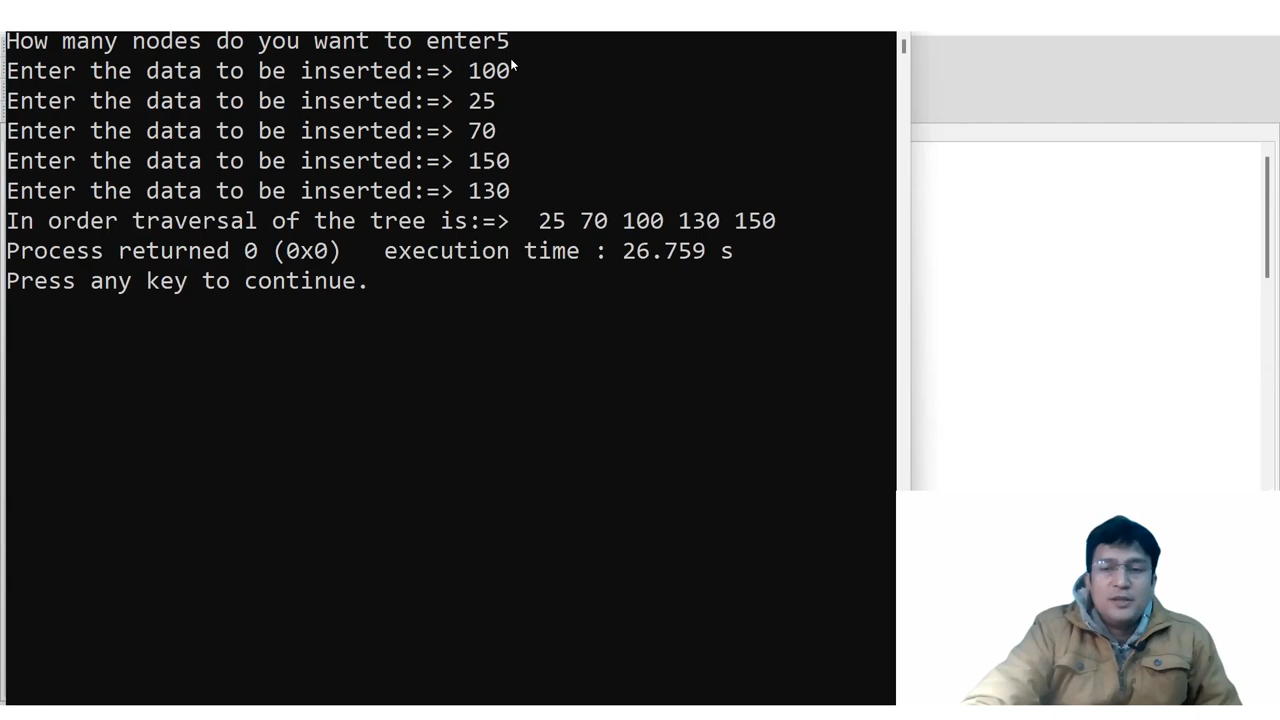 How many nodes do you want to enter5
Enter the data to be inserted:=> 100
Enter the data to be inserted:=> 25
Enter the data to be inserted:=> 70
Enter the data to be inserted:=> 150
Enter the data to be inserted:=> 130
In order traversal of the tree is:=>  25 70 100 130 150
Process returned 0 (0x0)   execution time : 26.759 s
Press any key to continue.